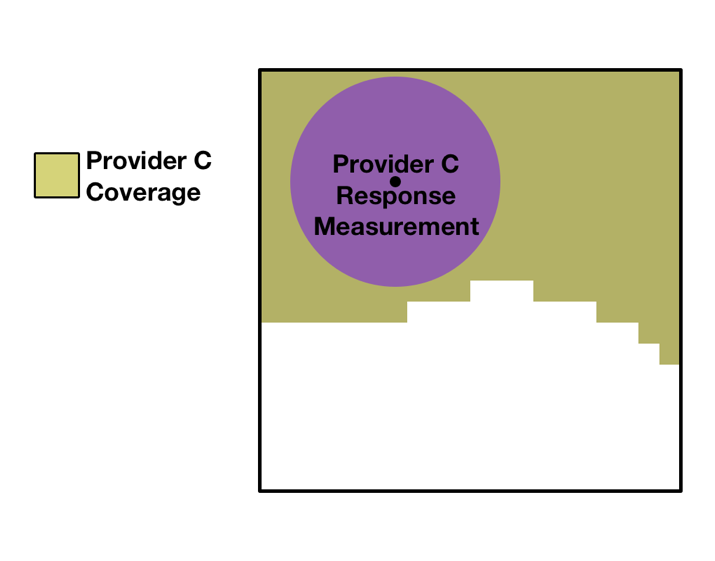 Provider C
Coverage
Provider C
Response
Measurement